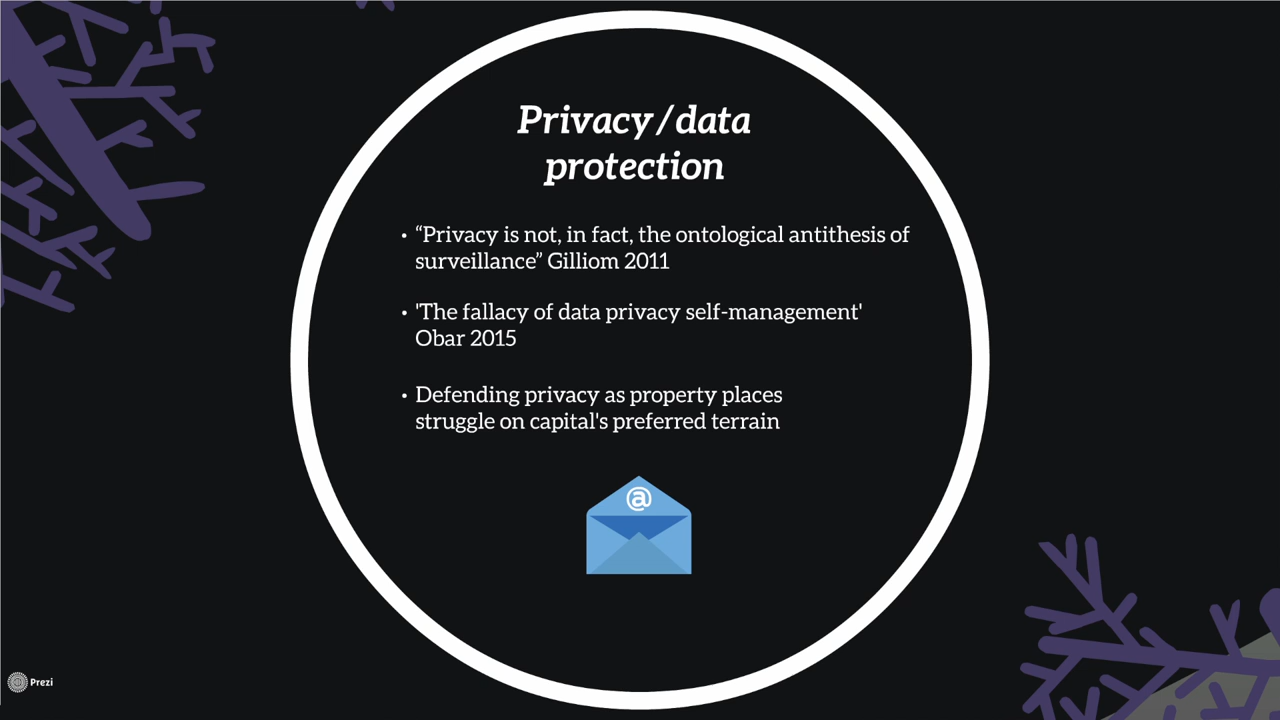 Privacy/data
protection
• “Privacy is not, in fact, the ontological antithesis of
surveillance” Gilliom 2011
• 'The fallacy of data privacy self-management'
Obar 2015
• Defending privacy as property places
struggle on capital's preferred terrain
@
Prezi